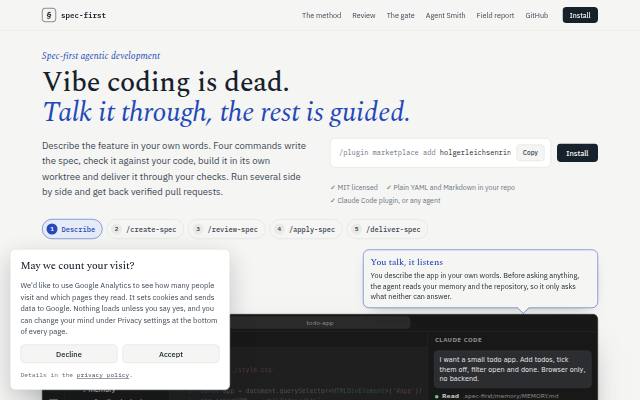 § spec-first
The method Review The gate Agent Smith Field report GitHub Install
Spec-first agentic development
Vibe coding is dead.
Talk it through, the rest is guided.
Describe the feature in your own words. Four commands write
the spec, check it against your code, build it in its own
worktree and deliver it through checks. Run several side
by side and get back verified pull requests.
/plugin marketplace add holgerleichsenrin Copy Install
✓ MIT licensed ✓ Plain YAML and Markdown in your repo
✓ Claude Code plugin, or any agent
1 Describe 2 /create-spec 3 /review-spec 4 /apply-spec 5 /deliver-spec
May we count your visit?
We'd like to use Google Analytics to see how many people
visit and which pages they read. It sets cookies and sends
data to Google. Nothing loads unless you say yes, and you
can change your mind under Privacy settings at the bottom
of every page.
Decline Accept
Details in the privacy policy.
You talk, it listens
You describe the app in your own words. Before asking anything,
the agent reads your memory and the repository, so it only asks
what neither can answer.
todo-app
CLAUDE CODE
I want a small todo app. Add todos, tick
them off, filter open and done. Browser only,
no backend.
Read .spec-first/memory/MEMORY.md